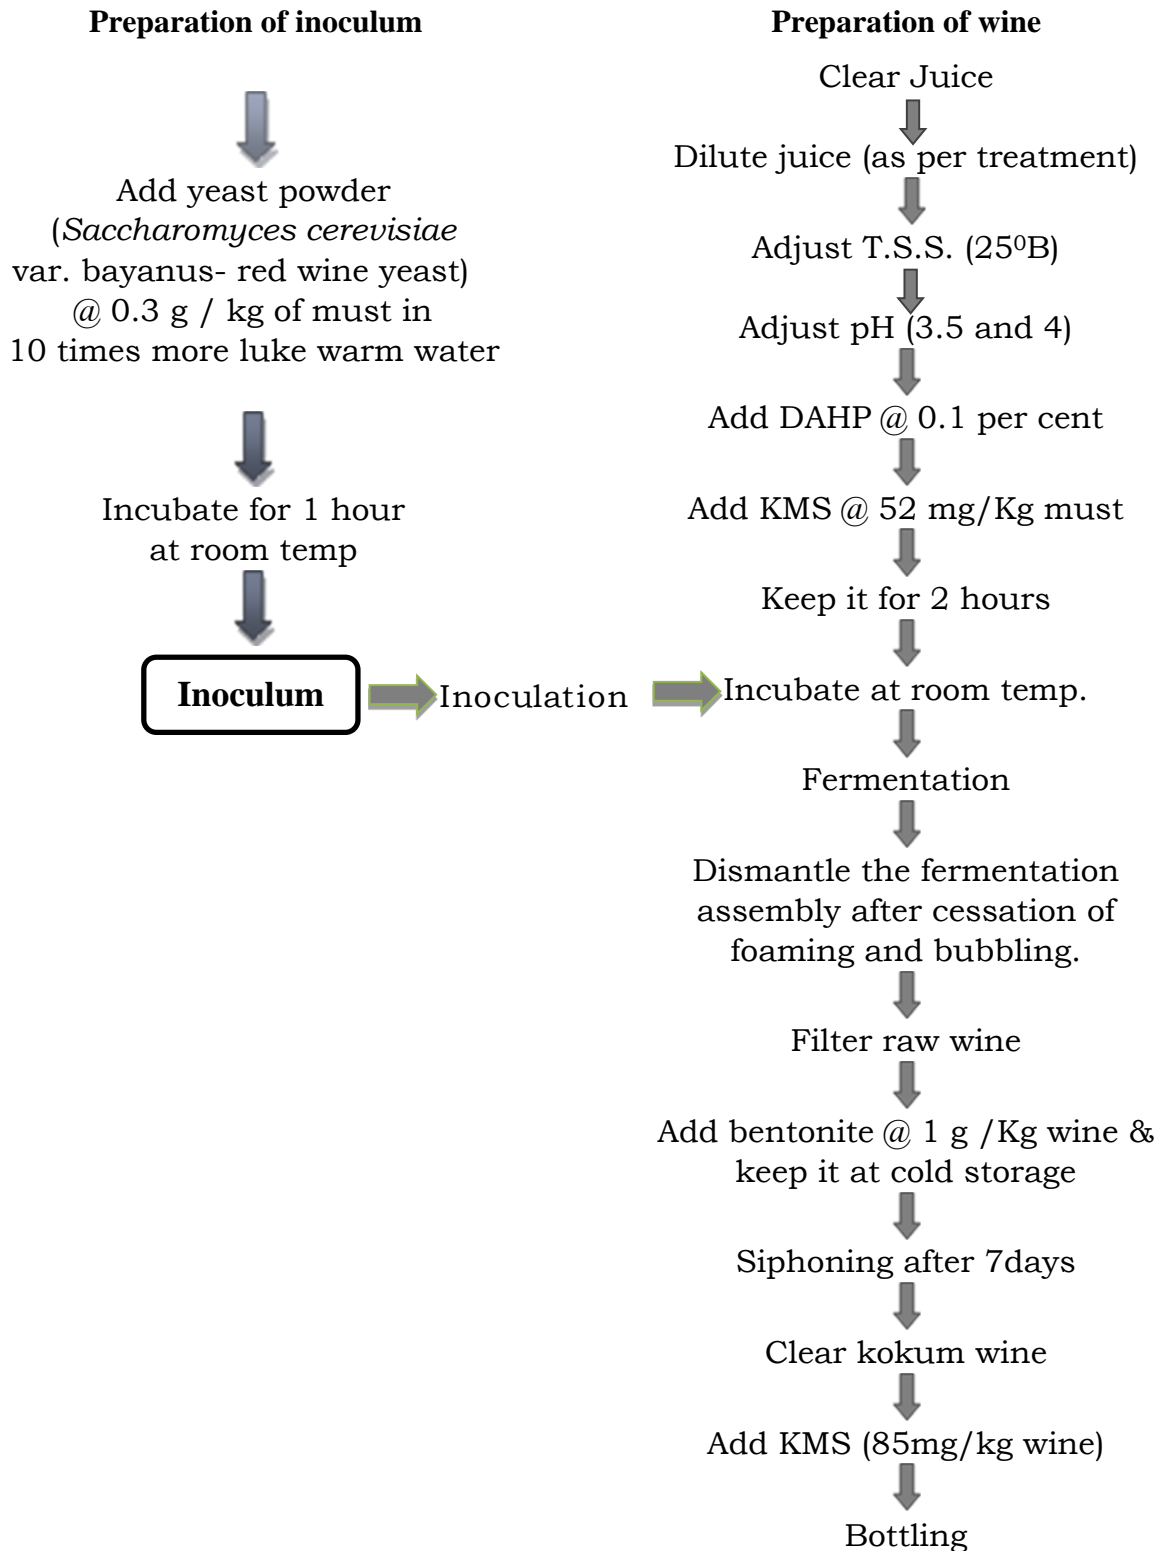 Preparation of inoculum
Add yeast powder
(Saccharomyces cerevisiae
var. bayanus- red wine yeast)
@ 0.3 g / kg of must in
10 times more luke warm water
Incubate for 1 hour
at room temp
Inoculum
Inoculation
Preparation of wine
Clear Juice
Dilute juice (as per treatment)
Adjust T.S.S. (25⁰B)
Adjust pH (3.5 and 4)
Add DAHP @ 0.1 per cent
Add KMS @ 52 mg/Kg must
Keep it for 2 hours
Incubate at room temp.
Fermentation
Dismantle the fermentation
assembly after cessation of
foaming and bubbling.
Filter raw wine
Add bentonite @ 1 g /Kg wine &
keep it at cold storage
Siphoning after 7days
Clear kokum wine
Add KMS (85mg/kg wine)
Bottling